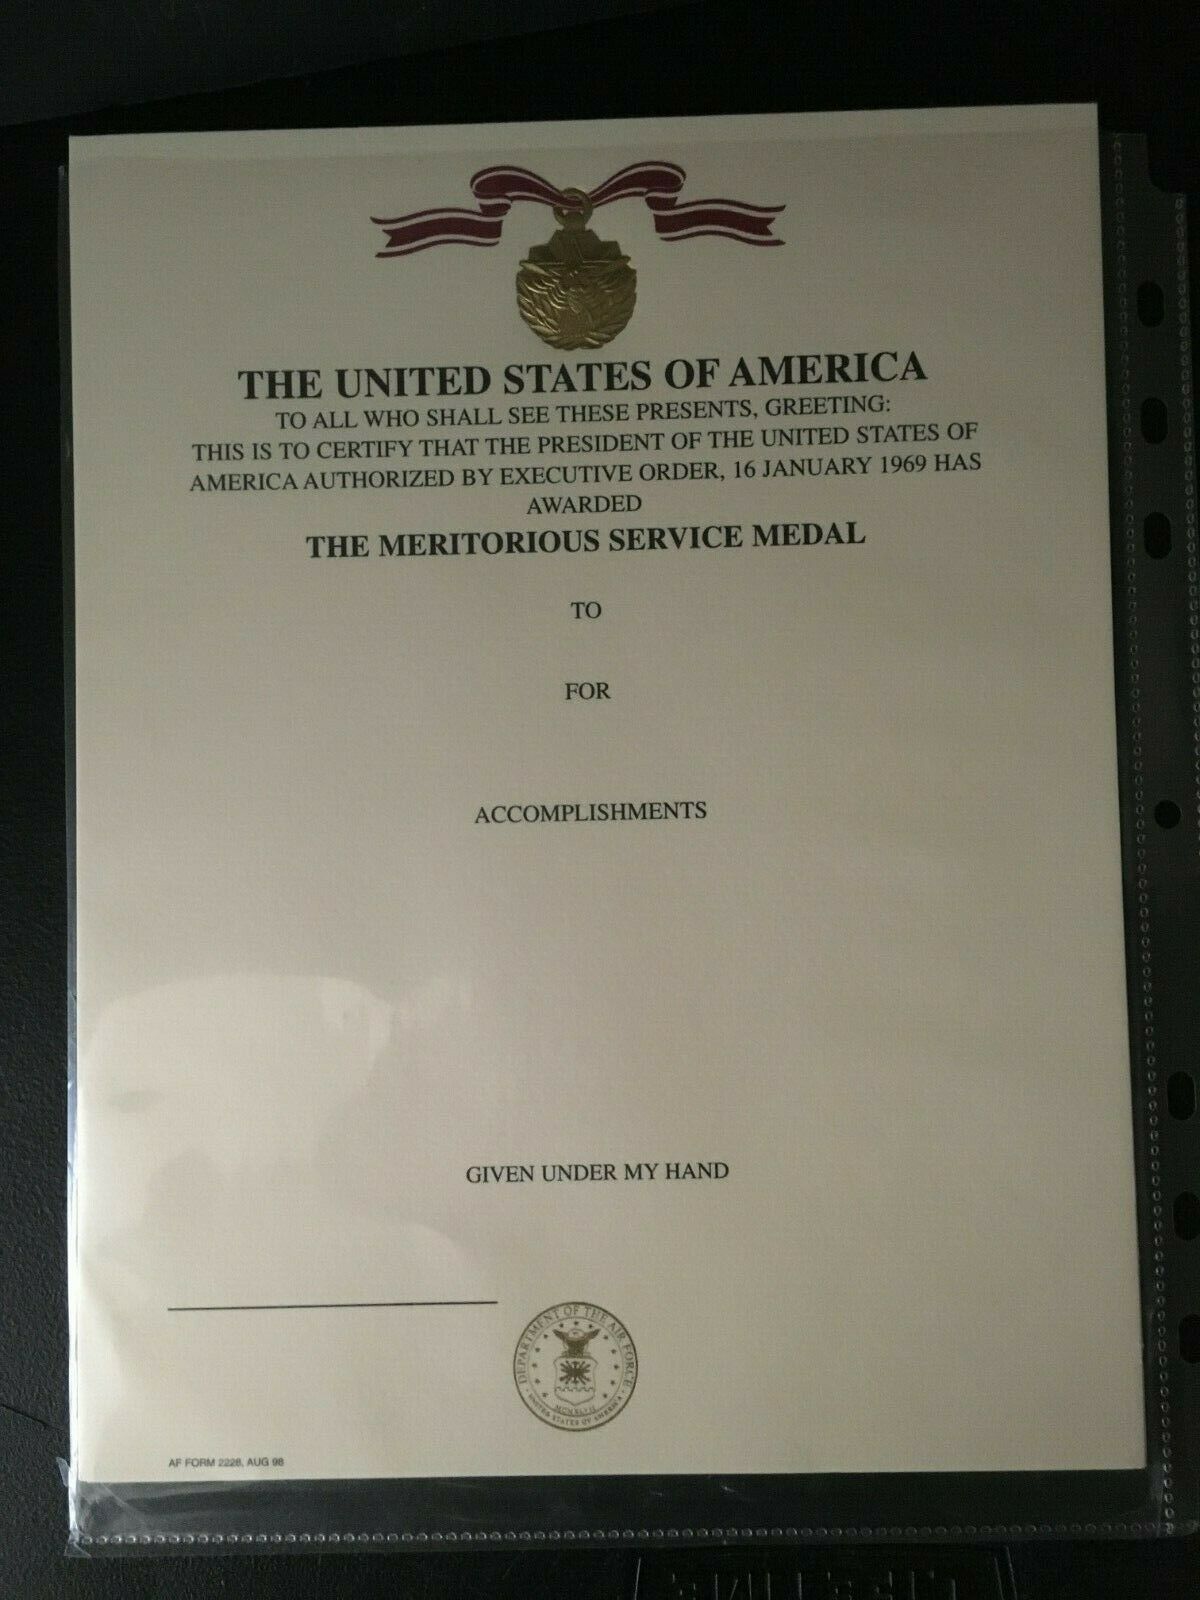 THE UNITED STATES OF AMERICA
TO ALL WHO SHALL SEE THESE PRESENTS, GREETING:
THIS IS TO CERTIFY THAT THE PRESIDENT OF THE UNITED STATES OF
AMERICA AUTHORIZED BY EXECUTIVE ORDER, 16 JANUARY 1969 HAS
AWARDED
THE MERITORIOUS SERVICE MEDAL
TO
FOR
ACCOMPLISHMENTS
GIVEN UNDER MY HAND
DEPARTMENT OF THE AIR FORCE
MCMXLVII
UNITED STATES OF AMERICA
AF FORM 2228, AUG 98